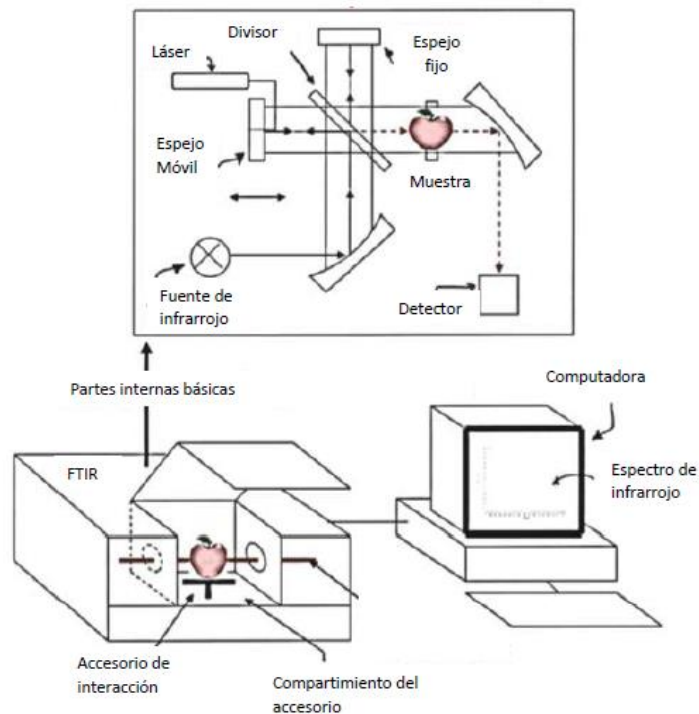 Divisor
Espejo
fijo
Láser
Espejo
Móvil
Muestra
Fuente de
infrarrojo
Detector
Partes internas básicas
Computadora
FTIR
Espectro de
infrarrojo
Accesorio de
interacción
Compartimiento del
accesorio